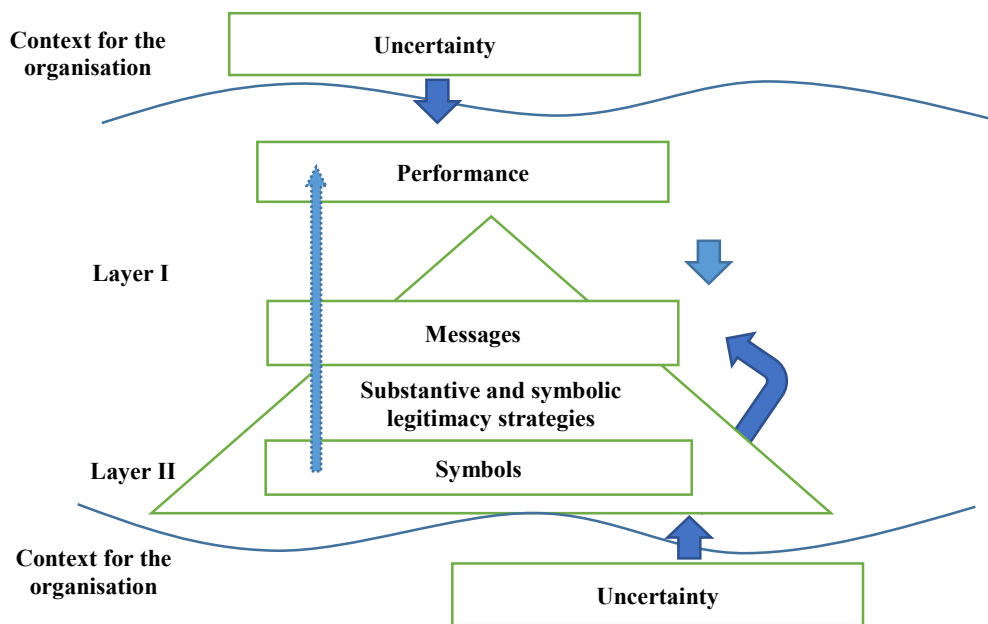 Context for the
organisation
Uncertainty
Performance
Layer I
Messages
Substantive and symbolic
legitimacy strategies
Layer II
Symbols
Context for the
organisation
Uncertainty